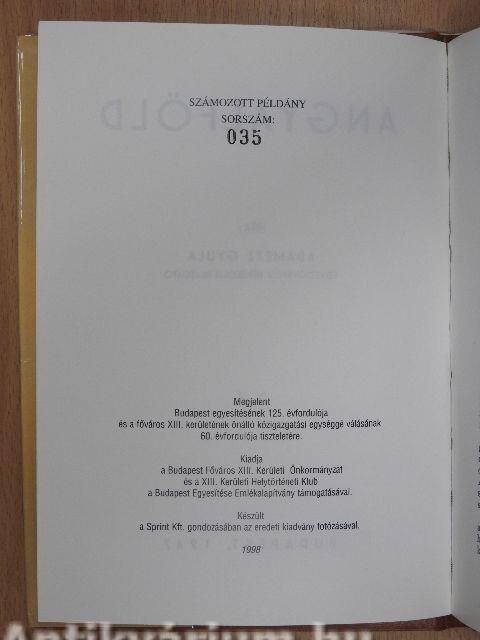 SZÁMOZOTT PÉLDÁNY
SORSZÁM:
035
Megjelent
Budapest egyesítésének 125. évfordulója
és a főváros XIII. kerületének önálló közigazgatási egységgé válásának
60. évfordulója tiszteletére.
Kiadja
a Budapest Főváros XIII. Kerületi Önkormányzat
és a XIII. Kerületi Helytörténeti Klub
a Budapest Egyesítése Emlékalapítvány támogatásával.
Készült
a Sprint Kft. gondozásában az eredeti kiadvány fotózásával.
1998
Antikvárium.hu